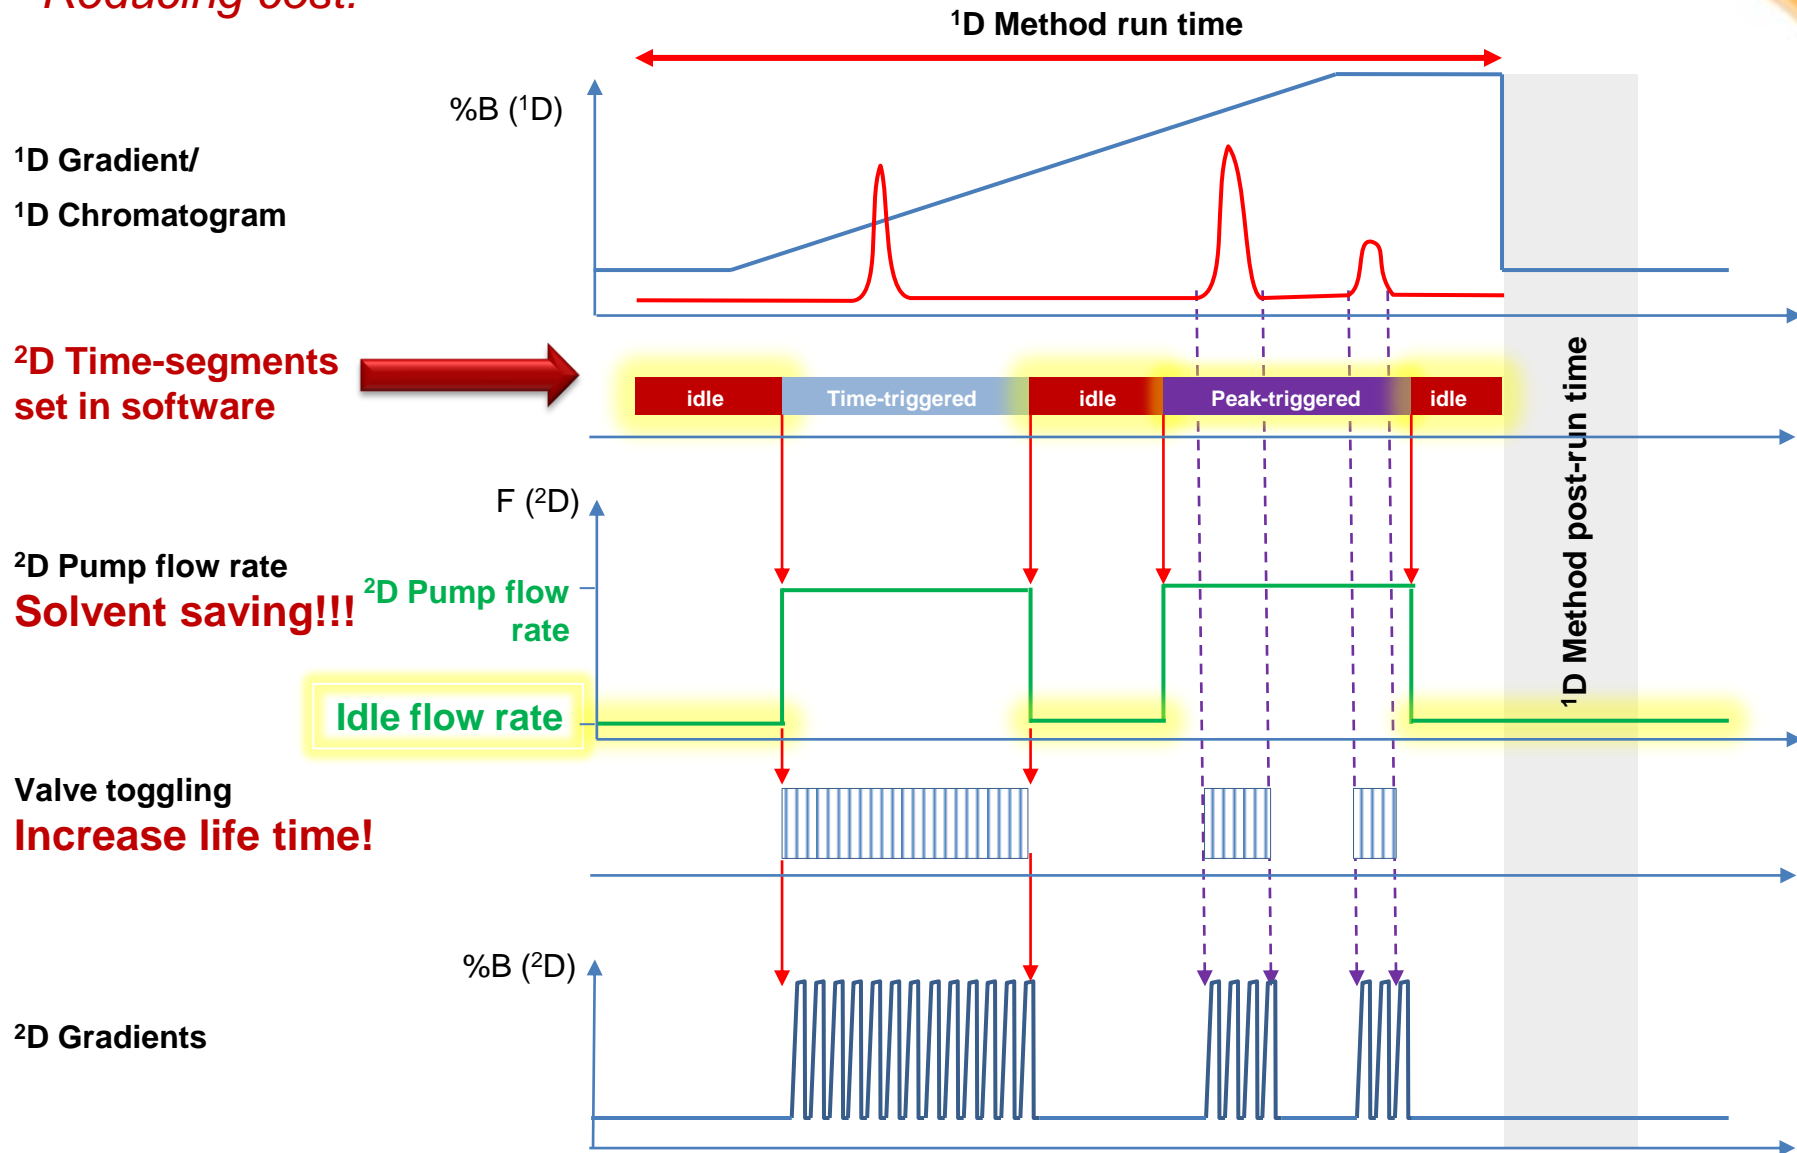 Reducing cost:
¹D Method run time
%B (¹D)
¹D Gradient/
¹D Chromatogram
²D Time-segments
set in software
idle
Time-triggered
idle
Peak-triggered
idle
¹D Method post-run time
F (²D)
²D Pump flow rate
Solvent saving!!!
²D Pump flow
rate
Idle flow rate
Valve toggling
Increase life time!
%B (²D)
²D Gradients